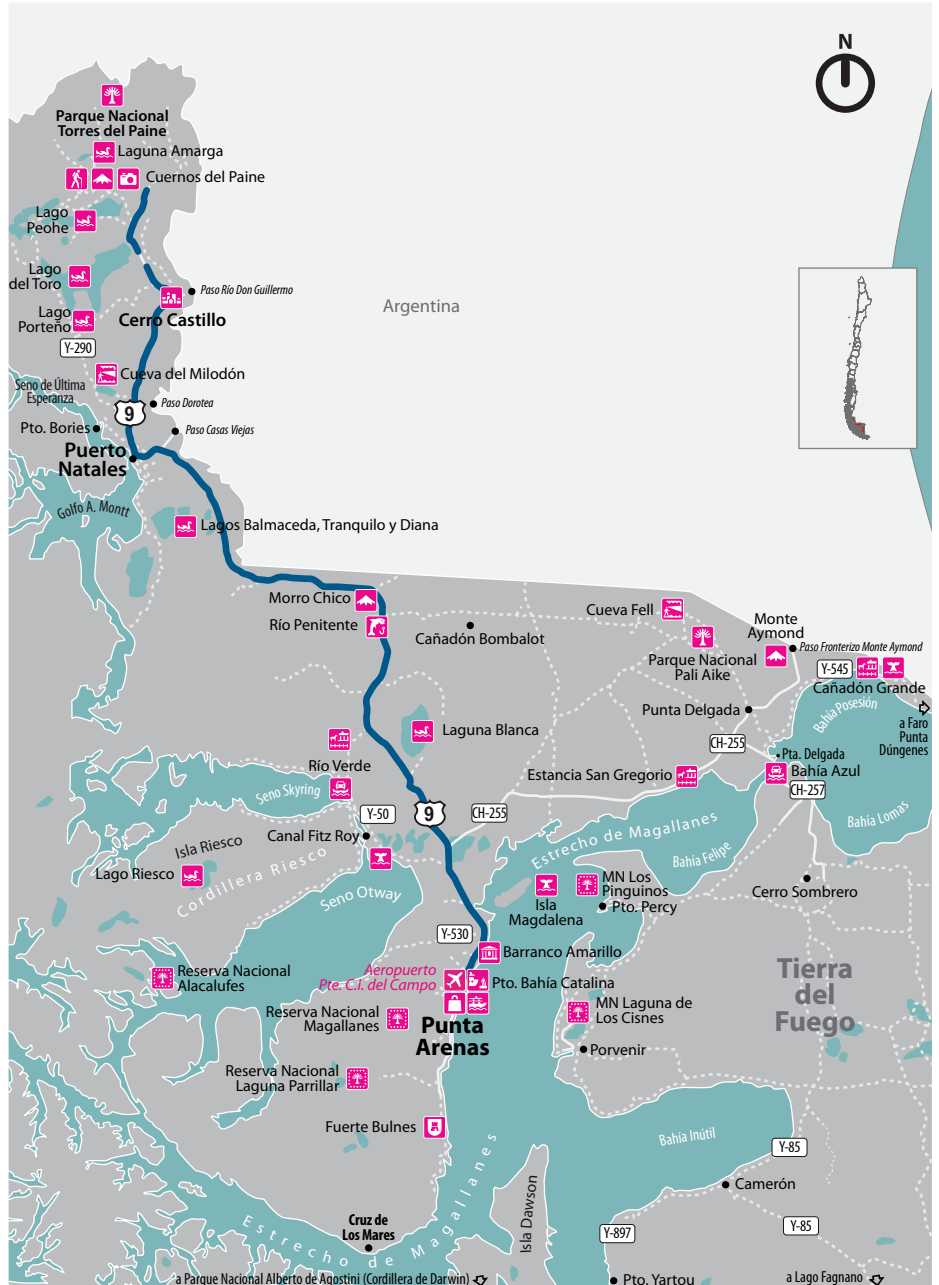 N
Parque Nacional
Torres del Paine
Laguna Amarga
Cuernos del Paine
Lago
Peohe
Lago
del Toro
Paso Río Don Guillermo
Argentina
Lago
Porteño
Cerro Castillo
Y-290
Cueva del Milodón
Seno de Última
Esperanza
9
Paso Dorotea
Pto. Bories
Paso Casas Viejas
Puerto
Natales
Golfo A. Montt
Lagos Balmaceda, Tranquilo y Diana
Morro Chico
Río Penitente
Cañadón Bombalot
Cueva Fell
Monte
Aymond
Paso Fronterizo Monte Aymond
Parque Nacional
Pali Aike
Y-545
Cañadón Grande
Bahía Posesión
a Faro
Punta
Dúngenes
Punta Delgada
Laguna Blanca
CH-255
Pta. Delgada
Río Verde
Estancia San Gregorio
Bahía Azul
CH-257
Seno Skyring
Y-50
9
CH-255
Bahía Lomas
Canal Fitz Roy
Estrecho de Magallanes
Isla Riesco
Bahía Felipe
Lago Riesco
Cordillera Riesco
Seno Otway
MN Los
Pinguinos
Isla
Magdalena
Pto. Percy
Cerro Sombrero
Y-530
Barranco Amarillo
Reserva Nacional
Alacalufes
Aeropuerto
Pte. C.I. del Campo
Pto. Bahía Catalina
Tierra
del
Fuego
Reserva Nacional
Magallanes
Punta
Arenas
MN Laguna de
Los Cisnes
Porvenir
Reserva Nacional
Laguna Parrillar
Fuerte Bulnes
Bahía Inútil
Y-85
Camerón
Isla Dawson
Cruz de
Los Mares
Estrecho de Magallanes
Y-897
Y-85
a Parque Nacional Alberto de Agostini (Cordillera de Darwin)
Pto. Yartou
a Lago Fagnano